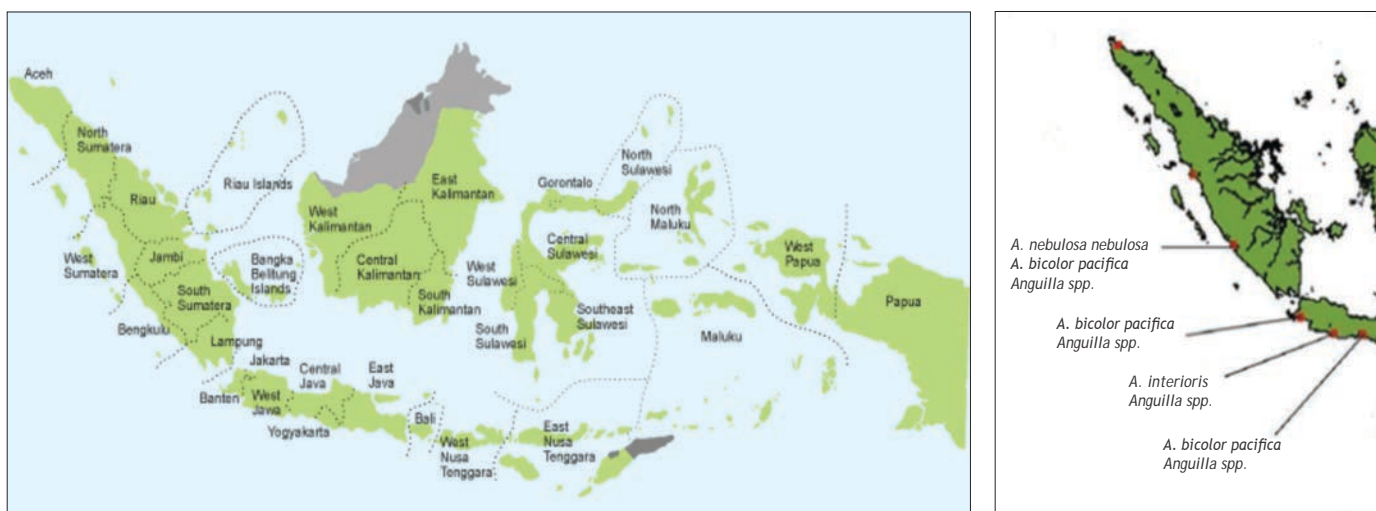 Aceh
North
Sumatera
Riau Islands
Riau
West
Sumatera
Jambi
Bangka
Belitung
Islands
South
Sumatera
Bengkulu
Lampung
West
Kalimantan
Central
Kalimantan
East
Kalimantan
South
Kalimantan
Gorontalo
North
Sulawesi
Central
Sulawesi
West
Sulawesi
South
Sulawesi
Southeast
Sulawesi
North
Maluku
Maluku
West
Papua
Papua
Jakarta
Banten
West
Jawa
Central
Java
Yogyakarta
East
Java
Bali
West
Nusa
Tenggara
East
Nusa
Tenggara
A. nebulosa nebulosa
A. bicolor pacifica
Anguilla spp.
A. bicolor pacifica
Anguilla spp.
A. interioris
Anguilla spp.
A. bicolor pacifica
Anguilla spp.